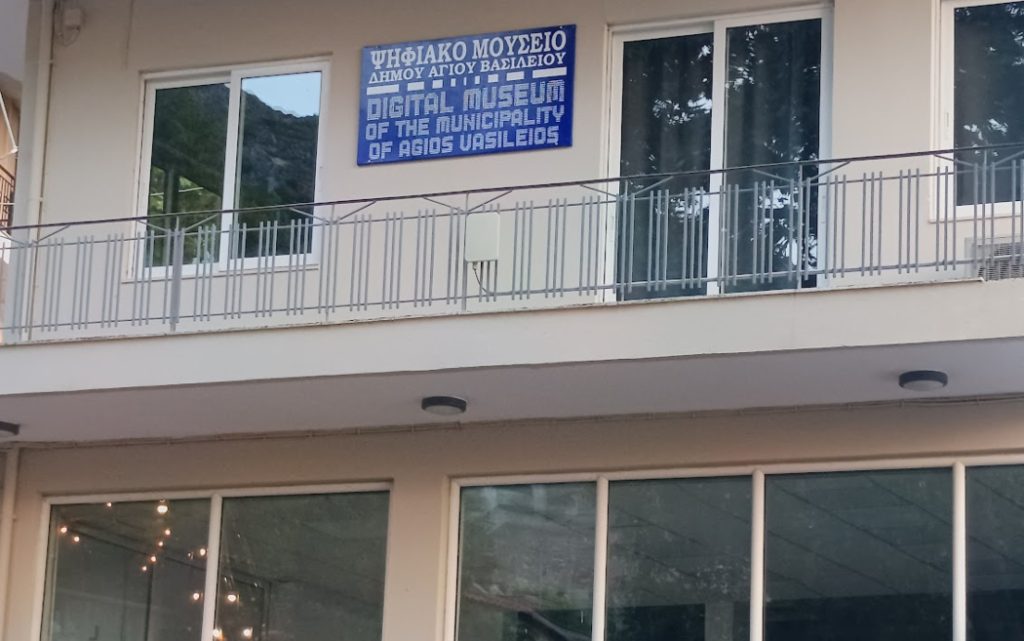 ΨΗΦΙΑΚΟ ΜΟΥΣΕΙΟ
ΔΗΜΟΥ ΑΓΙΟΥ ΒΑΣΙΛΕΙΟΥ
DIGITAL MUSEUM
OF THE MUNICIPALITY
OF AGIOS VASILEIOS